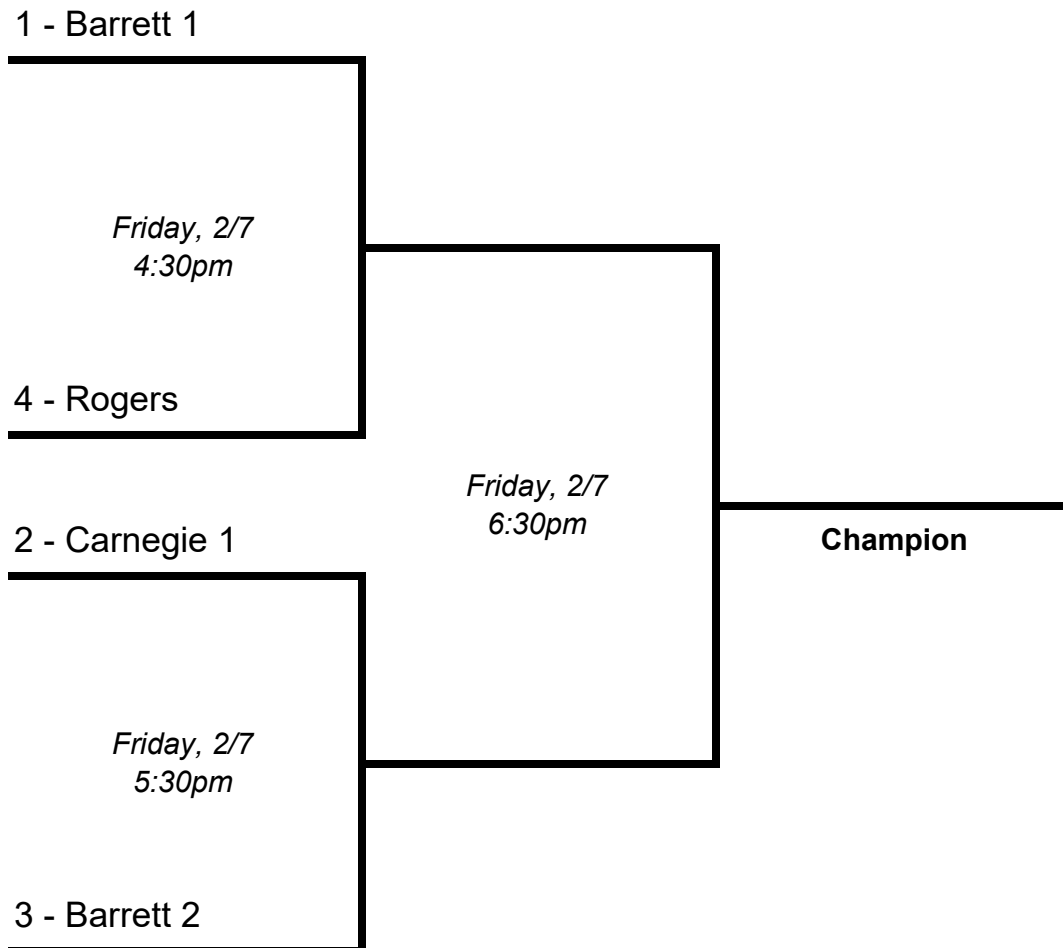 1 - Barrett 1
Friday, 2/7
4:30pm
4 - Rogers
Friday, 2/7
6:30pm
2 - Carnegie 1
Champion
Friday, 2/7
5:30pm
3 - Barrett 2